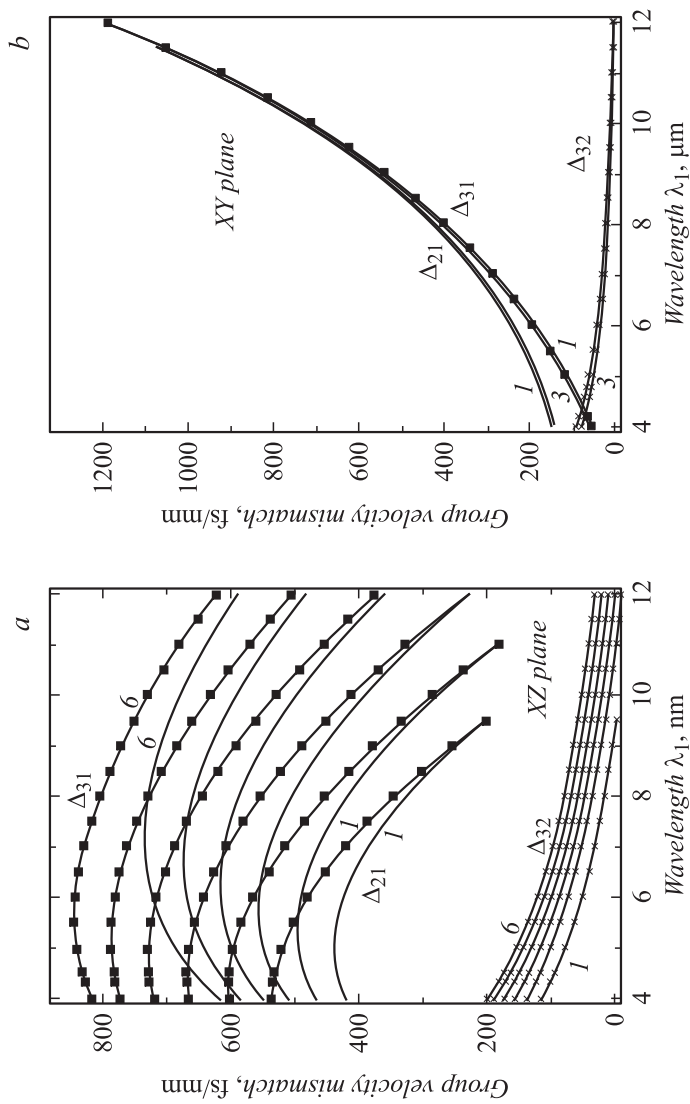 a
Group velocity mismatch, fs/mm
800
600
400
200
0
Δ31
6
6
1
1
Δ21
XZ plane
Δ32
6
1
4
6
8
10
12
Wavelength λ1, nm
b
Group velocity mismatch, fs/mm
1200
1000
800
600
400
200
0
XY plane
Δ31
Δ21
1
3
1
3
Δ32
4
6
8
10
12
Wavelength λ1, μm